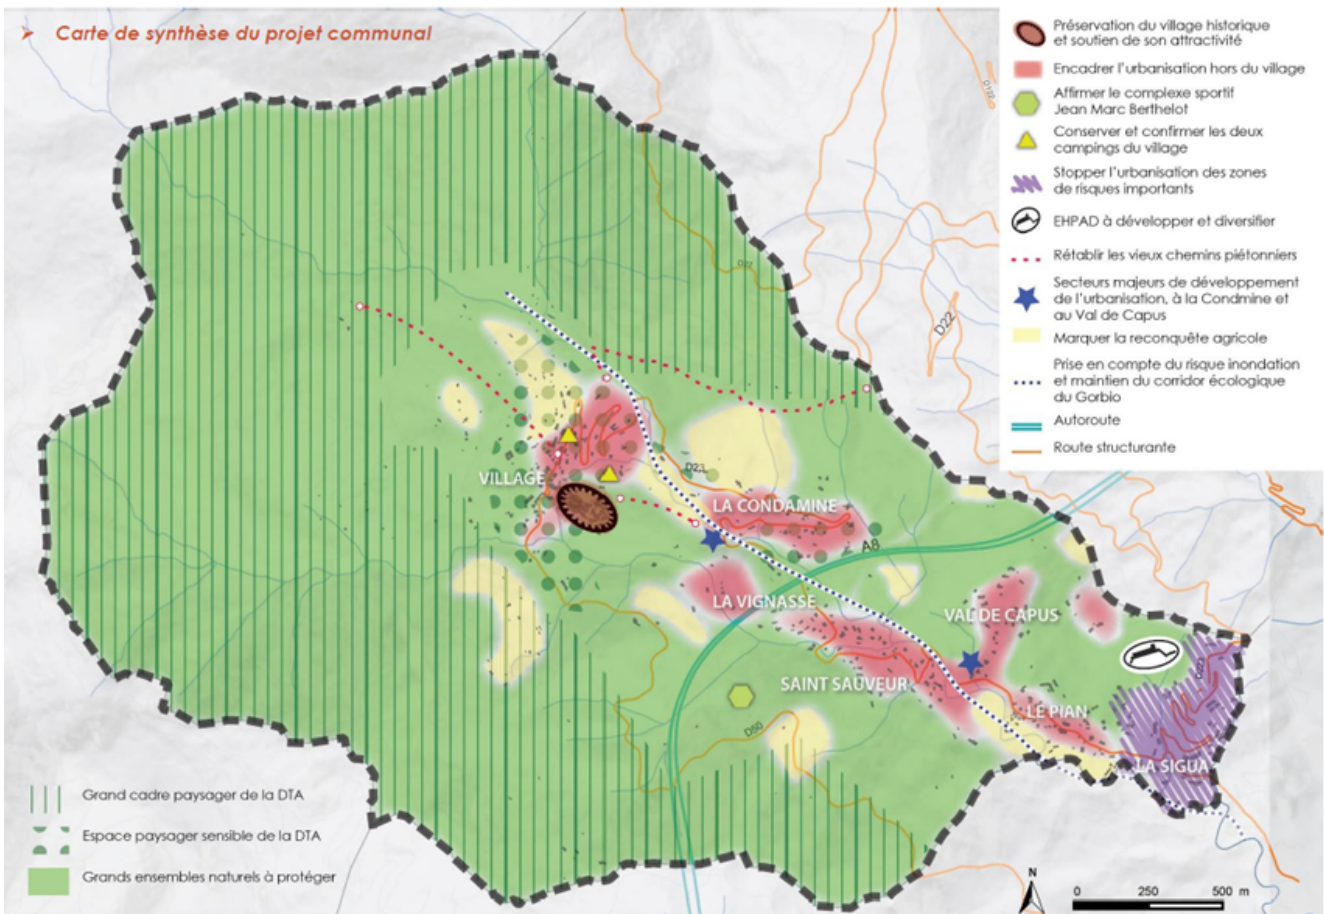 Carte de synthèse du projet communal
Préservation du village historique
et soutien de son attractivité
Encadrer l'urbanisation hors du village
Affirmer le complexe sportif
Jean Marc Berthelot
Conserver et confirmer les deux
campings du village
Stopper l'urbanisation des zones
de risques importants
EHPAD à développer et diversifier
Rétablir les vieux chemins piétonniers
Secteurs majeurs de développement
de l'urbanisation, à la Condmine et
au Val de Capus
Marquer la reconquête agricole
Prise en compte du risque inondation
et maintien du corridor écologique
du Gorbio
Autoroute
Route structurante
D22
D23
VILLAGE
LA CONDAMINE
A8
LA VIGNASSE
VAL DE CAPUS
SAINT SAUVEUR
LE PIAN
D50
D223
LA SIGUA
Grand cadre paysager de la DTA
Espace paysager sensible de la DTA
Grands ensembles naturels à protéger
N
0 250 500 m